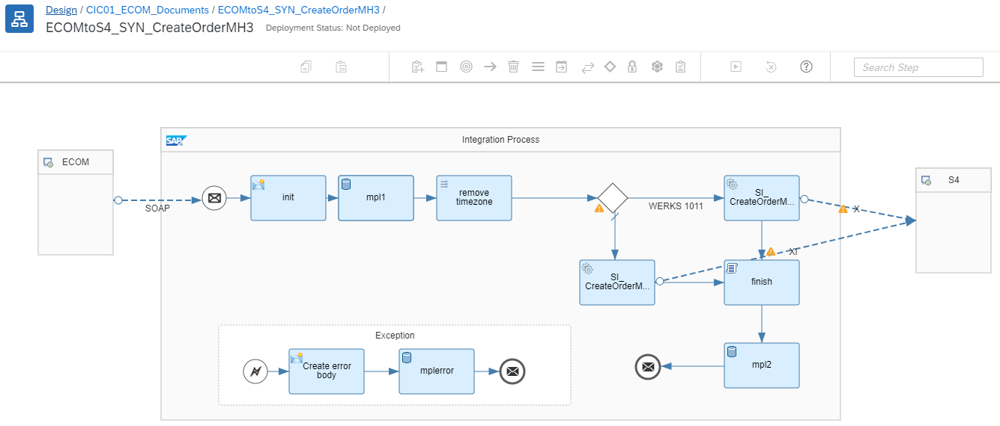 Design / CIC01_ECOM_Documents / ECOMtoS4_SYN_CreateOrderMH3 /
ECOMtoS4_SYN_CreateOrderMH3 Deployment Status: Not Deployed
Search Step
SAP
Integration Process
ECOM
S4
SOAP
init
mpl1
remove
timezone
WERKS 1011
SI_
CreateOrderM...
X
XI
SI_
CreateOrderM...
finish
Exception
Create error
body
mplerror
mpl2